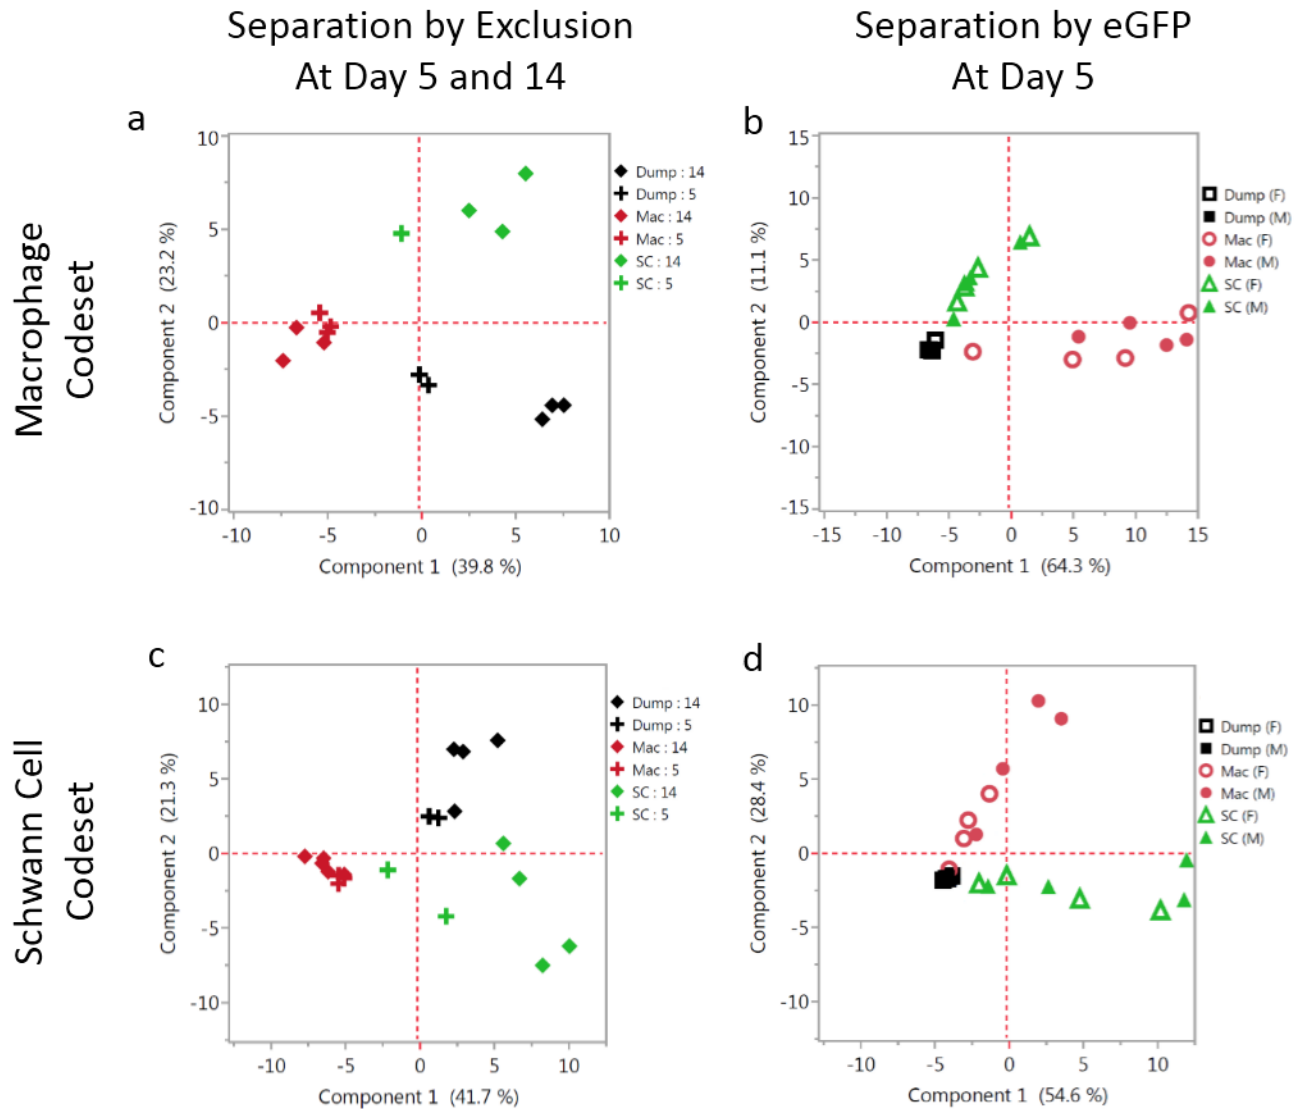 Separation by Exclusion
At Day 5 and 14
Separation by eGFP
At Day 5
Macrophage
Codeset
a
10
5
0
-5
-10
Component 2 (23.2 %)
-10
-5
0
5
10
Component 1 (39.8 %)
Dump : 14
Dump : 5
Mac : 14
Mac : 5
SC : 14
SC : 5
b
15
10
5
0
-5
-10
-15
Component 2 (11.1 %)
-15
-10
-5
0
5
10
15
Component 1 (64.3 %)
Dump (F)
Dump (M)
Mac (F)
Mac (M)
SC (F)
SC (M)
Schwann Cell
Codeset
c
10
5
0
-5
-10
Component 2 (21.3 %)
-10
-5
0
5
10
Component 1 (41.7 %)
Dump : 14
Dump : 5
Mac : 14
Mac : 5
SC : 14
SC : 5
d
10
5
0
-5
-10
Component 2 (28.4 %)
-10
-5
0
5
10
Component 1 (54.6 %)
Dump (F)
Dump (M)
Mac (F)
Mac (M)
SC (F)
SC (M)